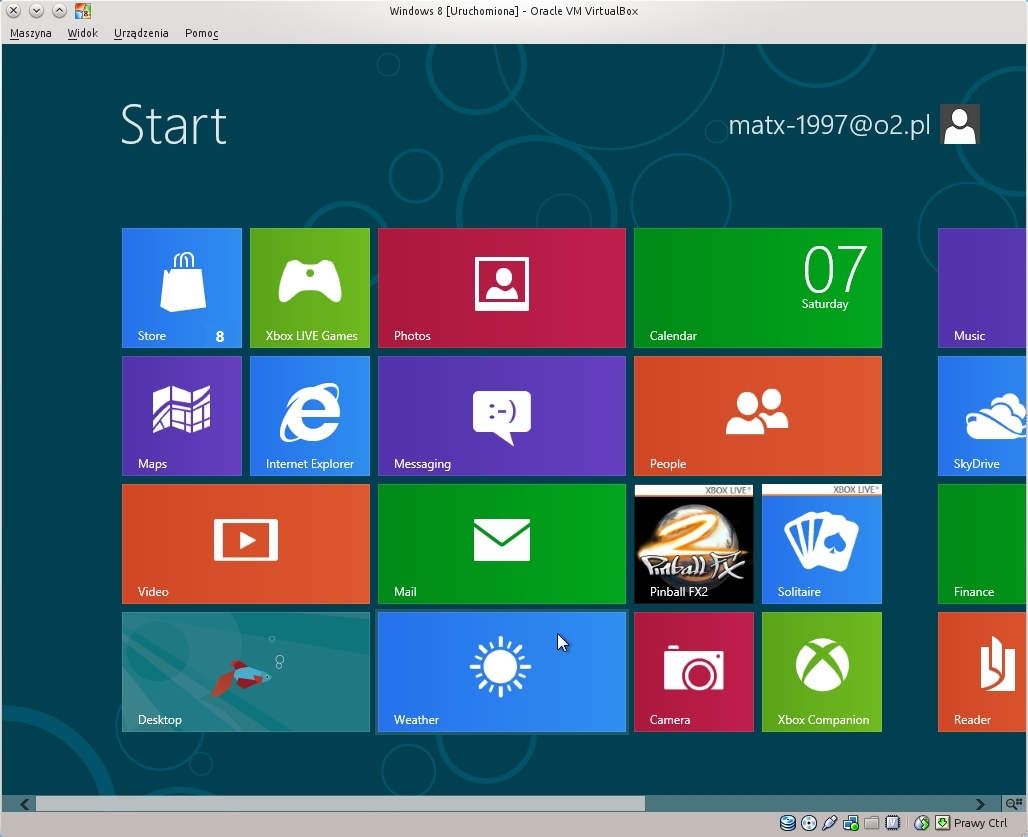 Windows 8 [Uruchomiona] - Oracle VM VirtualBox
Maszyna Widok Urządzenia Pomoc
Start
matx-1997@o2.pl
Store 8
Xbox LIVE Games
Photos
07
Saturday
Calendar
Music
Maps
Internet Explorer
:-)
Messaging
People
SkyDrive
Video
Mail
XBOX LIVE
2
Pinball FX
Pinball FX2
XBOX LIVE
Solitaire
Finance
Desktop
Weather
Camera
Xbox Companion
Reader
Prawy Ctrl